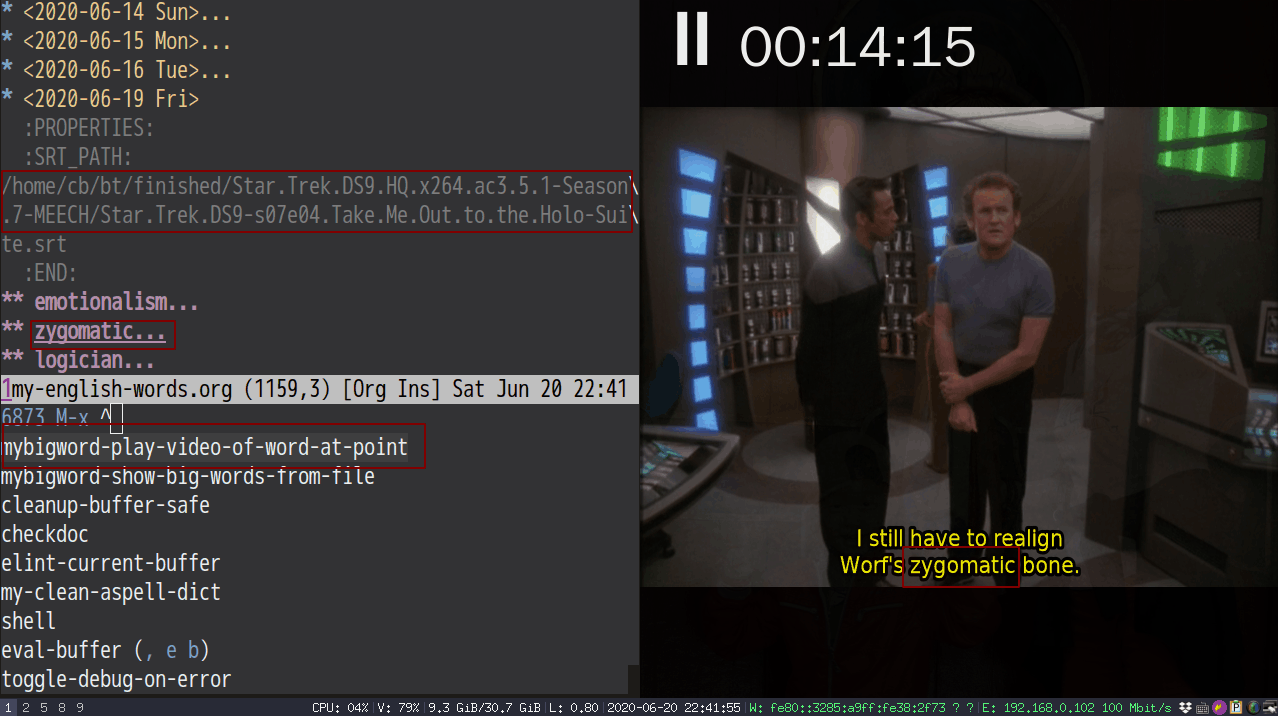 * <2020-06-14 Sun>...
* <2020-06-15 Mon>...
* <2020-06-16 Tue>...
* <2020-06-19 Fri>
:PROPERTIES:
:SRT_PATH:
/home/cb/bt/finished/Star.Trek.DS9.HQ.x264.ac3.5.1-Season\
.7-MEECH/Star.Trek.DS9-s07e04.Take.Me.Out.to.the.Holo-Sui\
te.srt
:END:
** emotionalism...
** zygomatic...
** logician...
1my-english-words.org (1159,3) [Org Ins] Sat Jun 20 22:41
6873 M-x ^
mybigword-play-video-of-word-at-point
mybigword-show-big-words-from-file
cleanup-buffer-safe
checkdoc
elint-current-buffer
my-clean-aspell-dict
shell
eval-buffer (, e b)
toggle-debug-on-error
00:14:15
I still have to realign
Worf's zygomatic bone.
1 2 5 8 9 CPU: 04%|V: 79%|9.3 GiB/30.7 GiB|L: 0.80|2020-06-20 22:41:55|W: fe80::3285:a9ff:fe38:2f73 ? ?|E: 192.168.0.102 100 Mbit/s